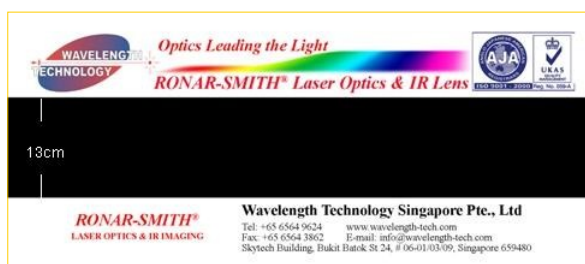 WAVELENGTH
TECHNOLOGY
Optics Leading the Light
RONAR-SMITH® Laser Optics & IR Lens
AJA
ISO 9001 : 2000
UKAS
QUALITY
MANAGEMENT
13cm
RONAR-SMITH®
LASER OPTICS & IR IMAGING
Wavelength Technology Singapore Pte., Ltd
Tel: +65 6564 9624 www.wavelength-tech.com
Fax: +65 6564 3862 E-mail: info@wavelength-tech.com
Skytech Building, Bukit Batok St 24, # 06-01/03/09, Singapore 659480